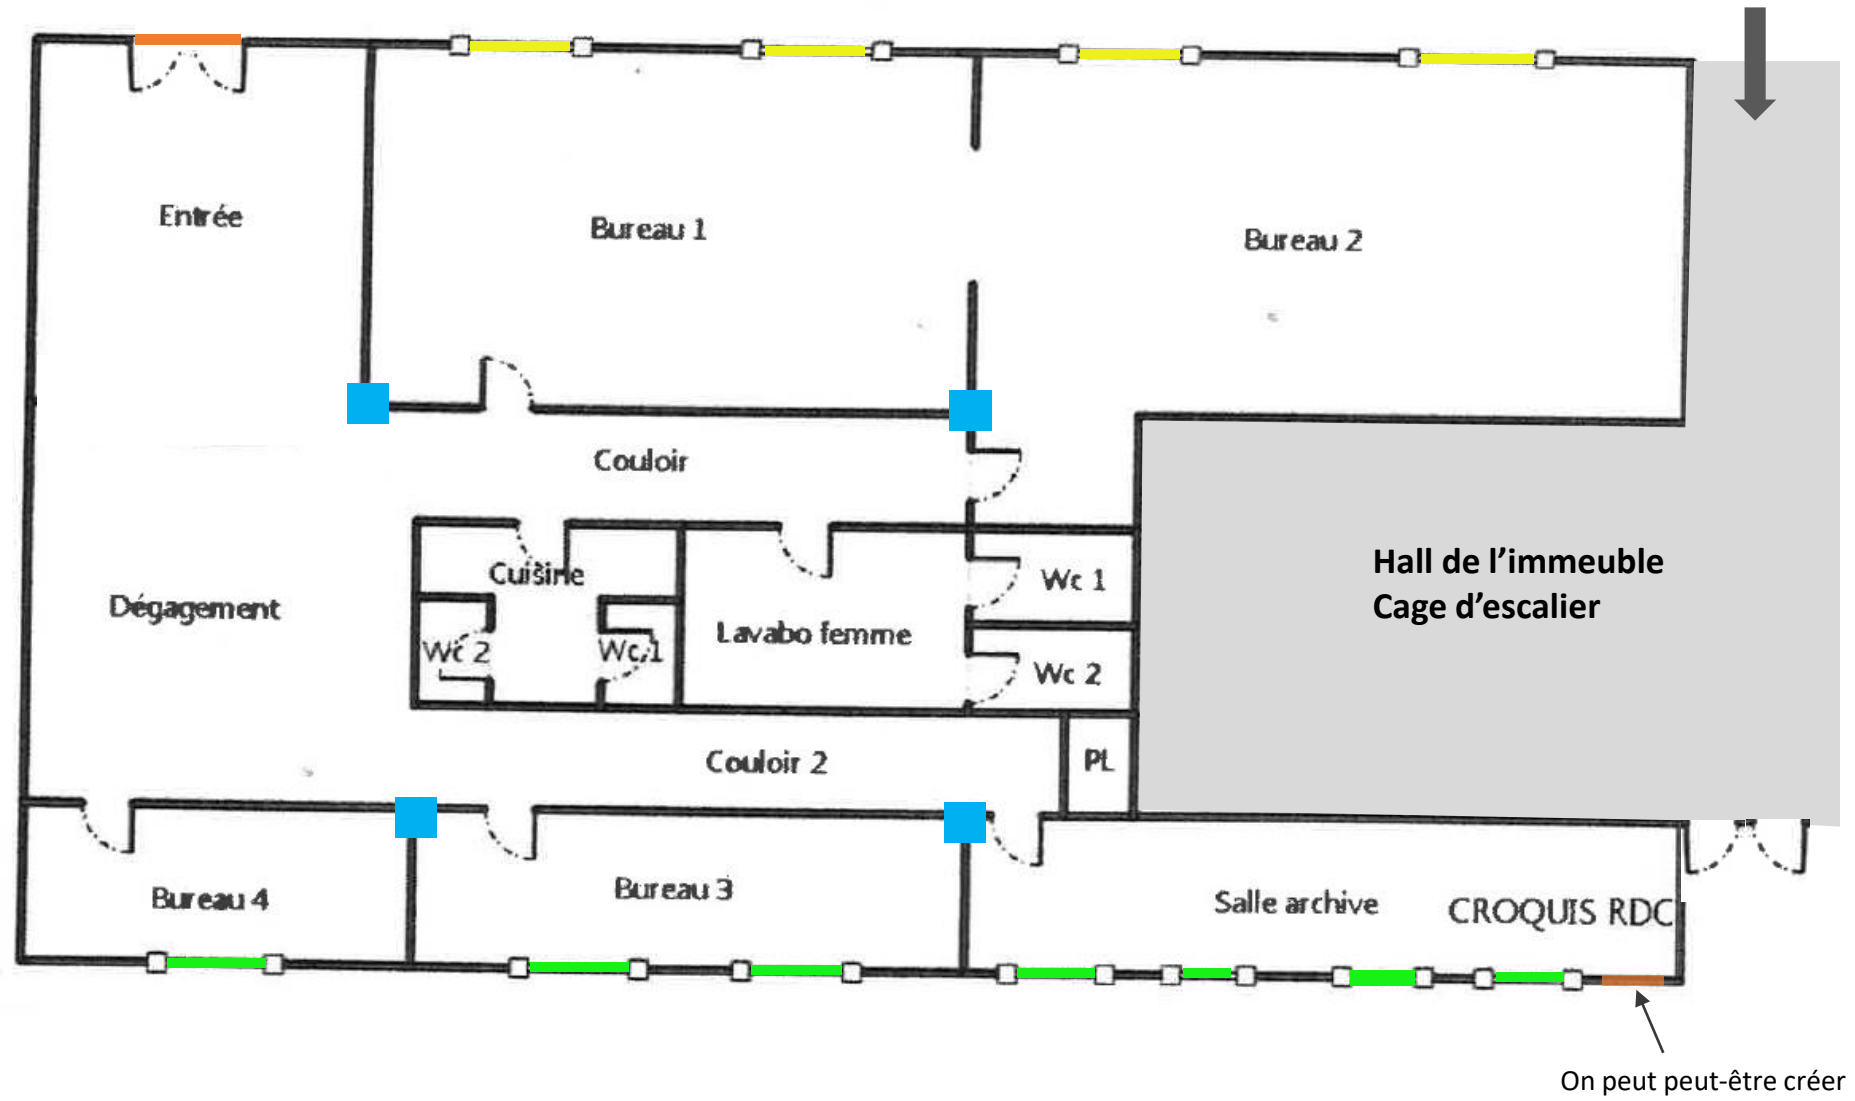 Entrée
Bureau 1
Bureau 2
Couloir
Hall de l’immeuble
Cage d’escalier
Cuisine
Wc 1
Dégagement
Lavabo femme
Wc 2
Wc 1
Wc 2
Couloir 2
PL
Bureau 4
Bureau 3
Salle archive
CROQUIS RDC
On peut peut-être créer